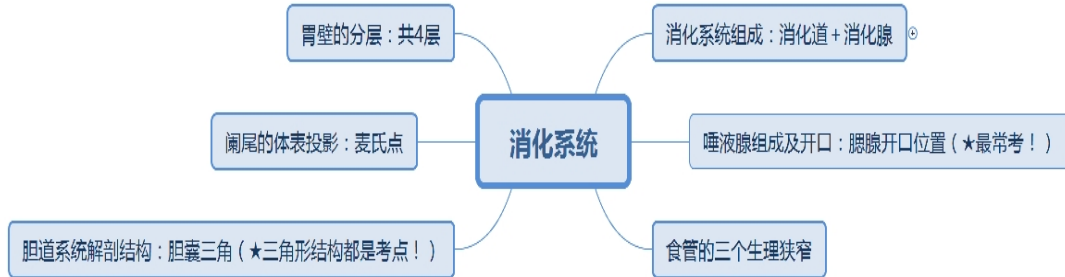 胃壁的分层：共4层
消化系统组成：消化道+消化腺
消化系统
阑尾的体表投影：麦氏点
唾液腺组成及开口：腮腺开口位置（★最常考！）
胆道系统解剖结构：胆囊三角（★三角形结构都是考点！）
食管的三个生理狭窄